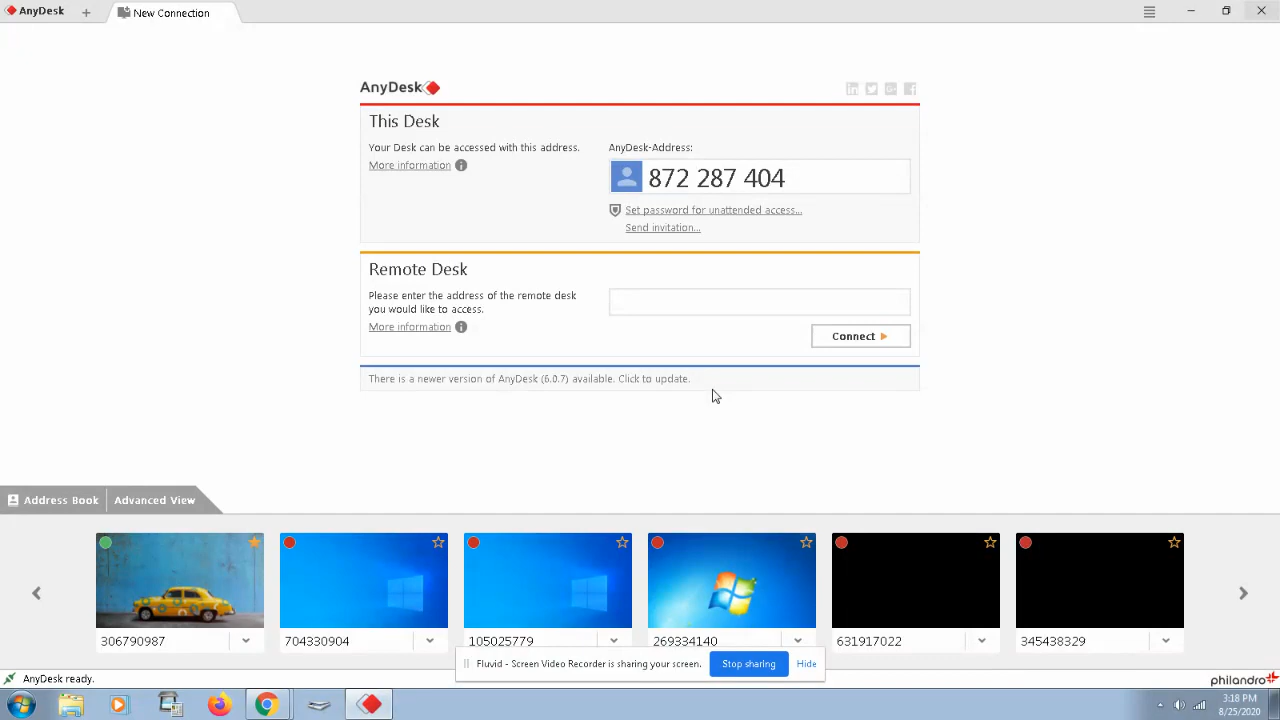 AnyDesk
New Connection
AnyDesk
This Desk
Your Desk can be accessed with this address.
More information
AnyDesk-Address:
872 287 404
Set password for unattended access...
Send invitation...
Remote Desk
Please enter the address of the remote desk
you would like to access.
More information
Connect
There is a newer version of AnyDesk (6.0.7) available. Click to update.
Address Book
Advanced View
306790987
704330904
105025779
269334140
631917022
345438329
Fluvid - Screen Video Recorder is sharing your screen.
Stop sharing
Hide
AnyDesk ready.
philandro
3:18 PM
8/25/2020